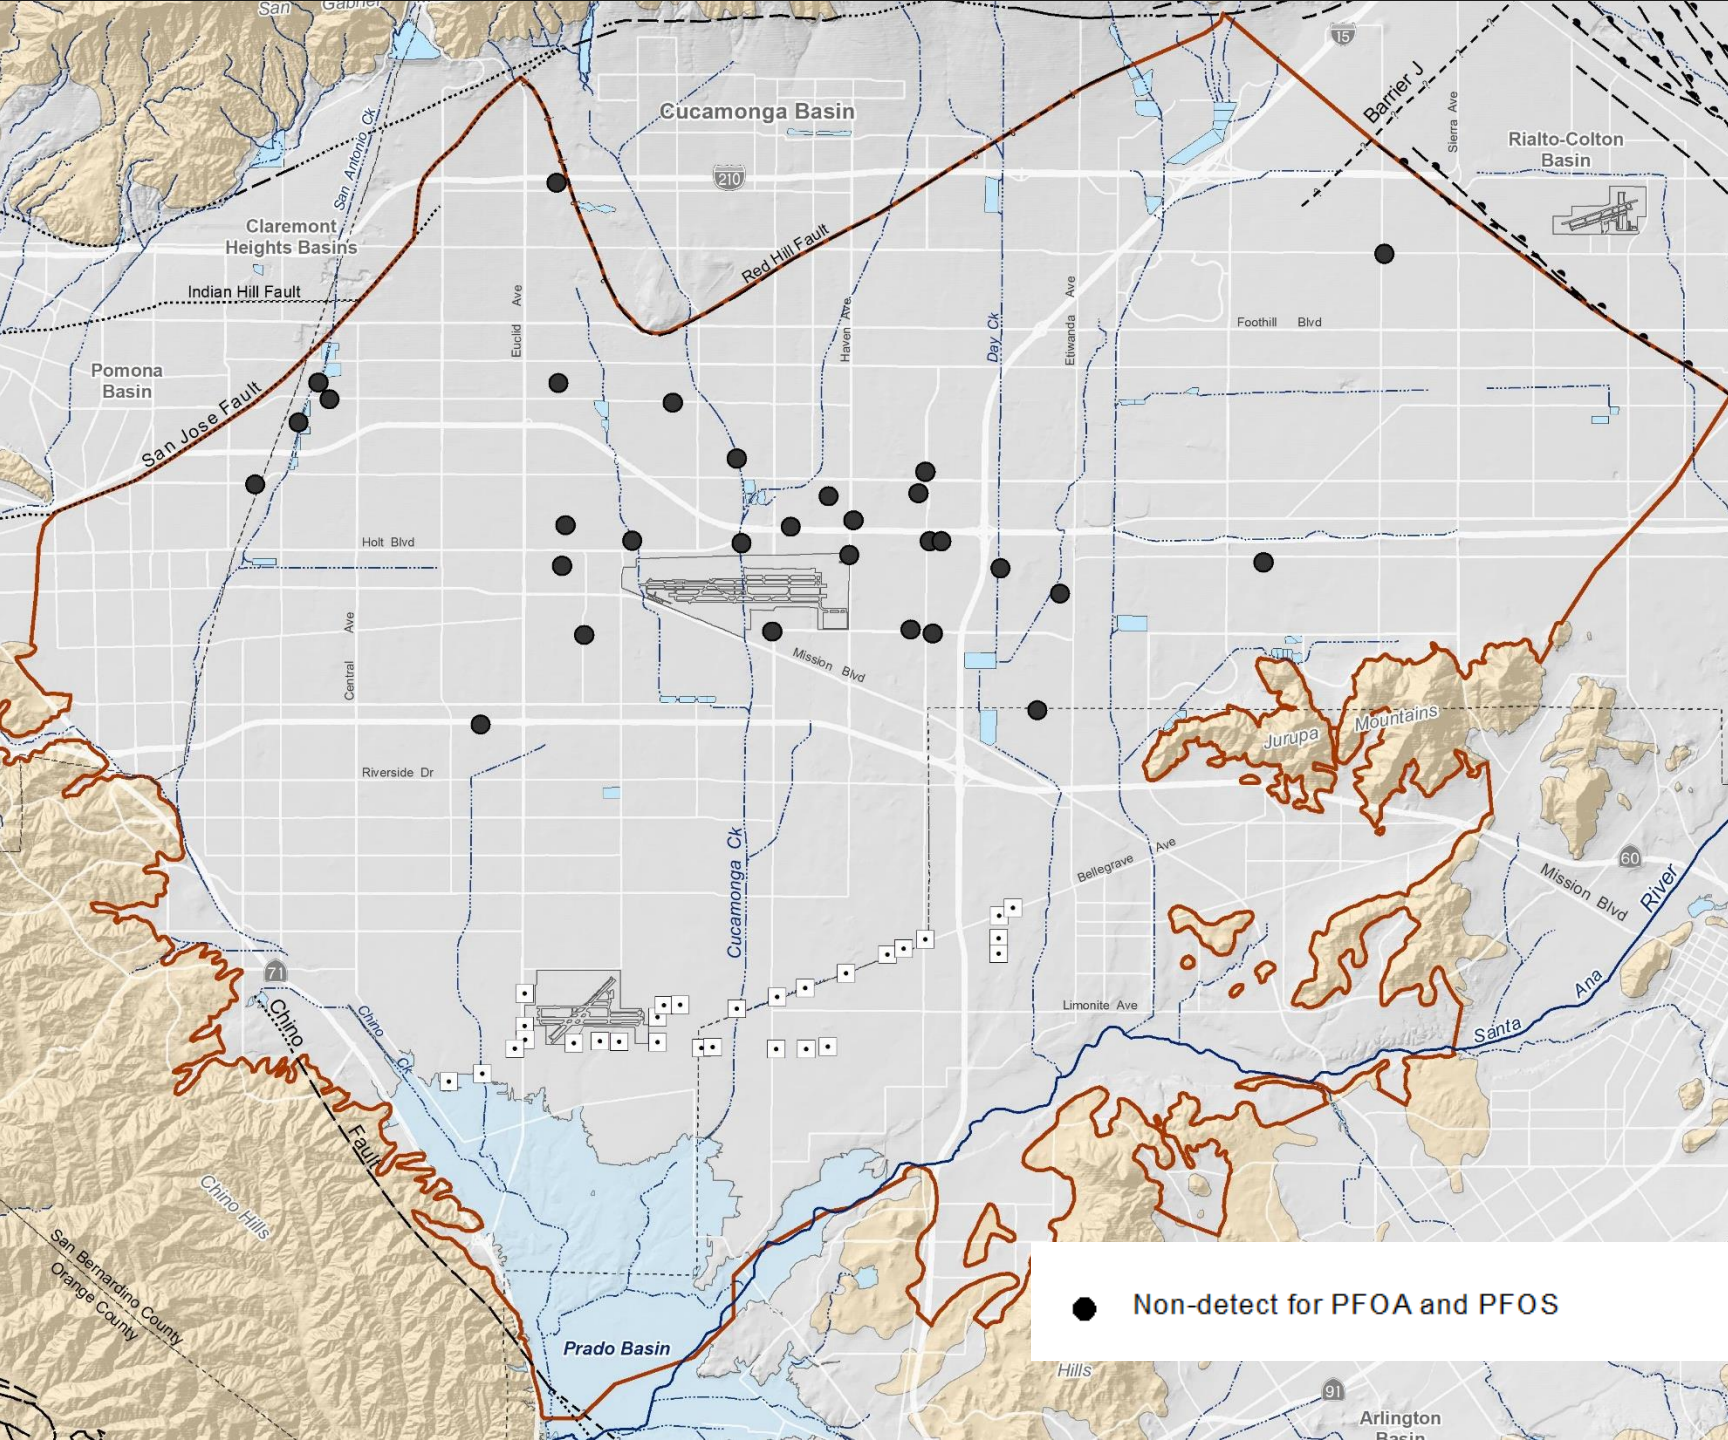 San Gabriel
15
Barrier J
Sierra Ave
Rialto-Colton
Basin
Cucamonga Basin
210
San Antonio Ck
Claremont
Heights Basins
Indian Hill Fault
Red Hill Fault
Euclid Ave
Haven Ave
Day Ck
Etiwanda Ave
Foothill Blvd
Pomona
Basin
San Jose Fault
Holt Blvd
Central Ave
Mission Blvd
Riverside Dr
Jurupa Mountains
Cucamonga Ck
Bellegrave Ave
60
Mission Blvd
Santa Ana River
71
Chino Fault
Chino Ck
Limonite Ave
Chino Hills
San Bernardino County
Orange County
Prado Basin
Non-detect for PFOA and PFOS
Hills
91
Arlington
Basin